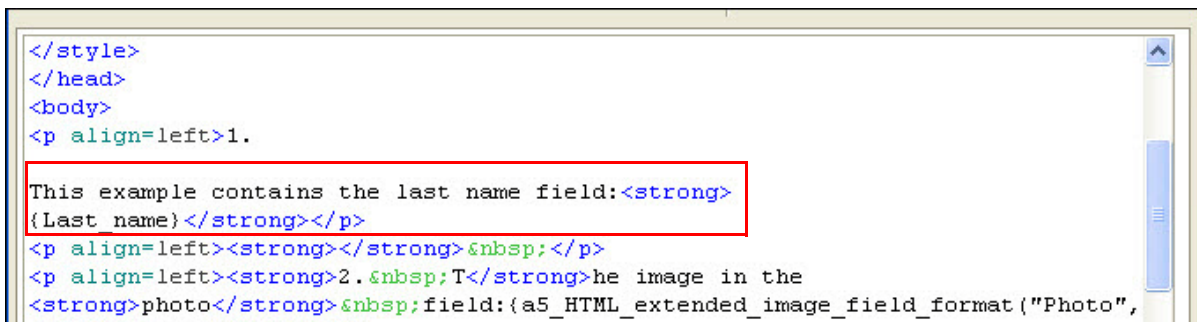 </style>
</head>
<body>
<p align=left>1.
This example contains the last name field:<strong>
{Last_name}</strong></p>
<p align=left><strong></strong>&nbsp;</p>
<p align=left><strong>2.&nbsp;T</strong>he image in the
<strong>photo</strong>&nbsp;field:{a5_HTML_extended_image_field_format("Photo",